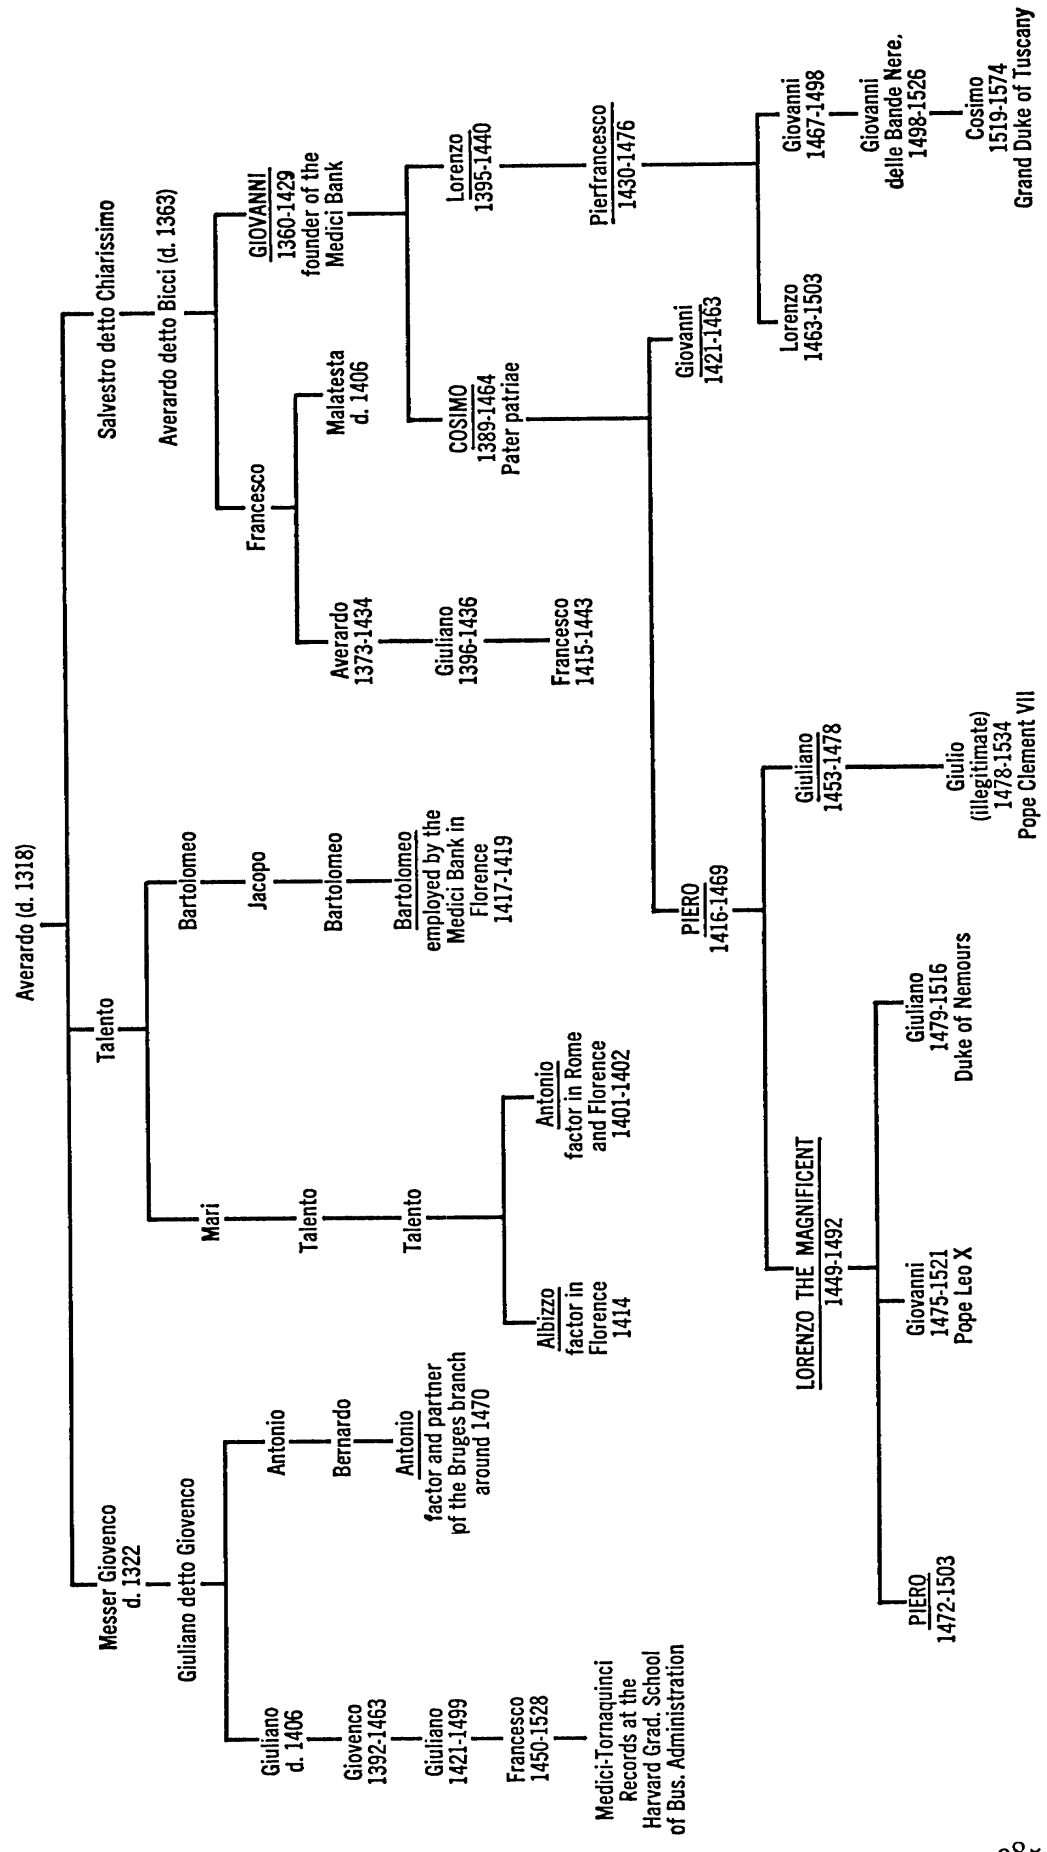 Averardo (d. 1318)
Messer Giovenco
d. 1322
Giuliano detto Giovenco
Giuliano
d. 1406
Giovenco
1392-1463
Giuliano
1421-1499
Francesco
1450-1528
Medici-Tornaquinci
Records at the
Harvard Grad. School
of Bus. Administration
Antonio
Bernardo
Antonio
factor and partner
of the Bruges branch
around 1470
Talento
Mari
Talento
Talento
Albizzo
factor in
Florence
1414
Antonio
factor in Rome
and Florence
1401-1402
Bartolomeo
Jacopo
Bartolomeo
Bartolomeo
employed by the
Medici Bank in
Florence
1417-1419
Salvestro detto Chiarissimo
Averardo detto Bicci (d. 1363)
Francesco
Averardo
1373-1434
Giuliano
1396-1436
Francesco
1415-1443
Malatesta
d. 1406
GIOVANNI
1360-1429
founder of the
Medici Bank
COSIMO
1389-1464
Pater patriae
PIERO
1416-1469
LORENZO THE MAGNIFICENT
1449-1492
PIERO
1472-1503
Giovanni
1475-1521
Pope Leo X
Giuliano
1479-1516
Duke of Nemours
Giuliano
1453-1478
Giulio
(illegitimate)
1478-1534
Pope Clement VII
Giovanni
1421-1463
Lorenzo
1395-1440
Pierfrancesco
1430-1476
Lorenzo
1463-1503
Giovanni
1467-1498
Giovanni
delle Bande Nere,
1498-1526
Cosimo
1519-1574
Grand Duke of Tuscany